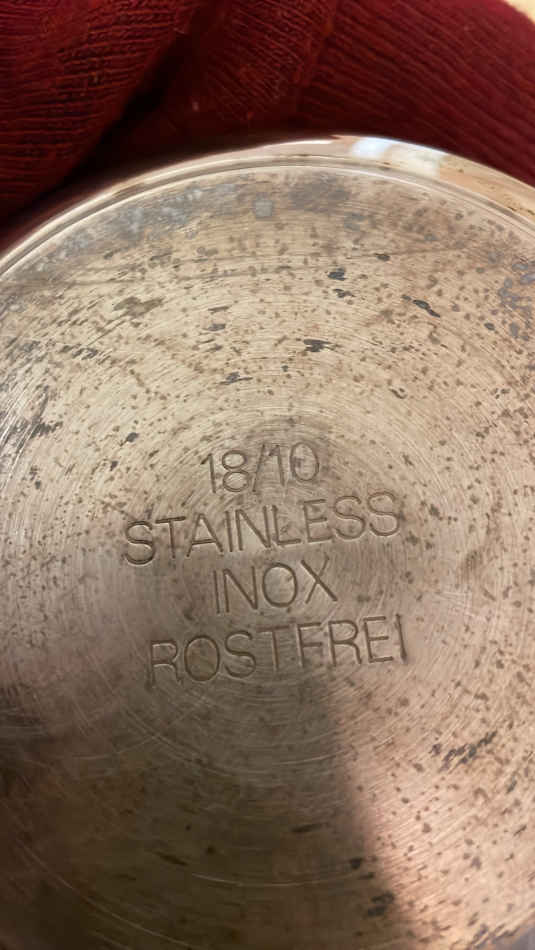 18/10
STAINLESS
INOX
ROSTFREI